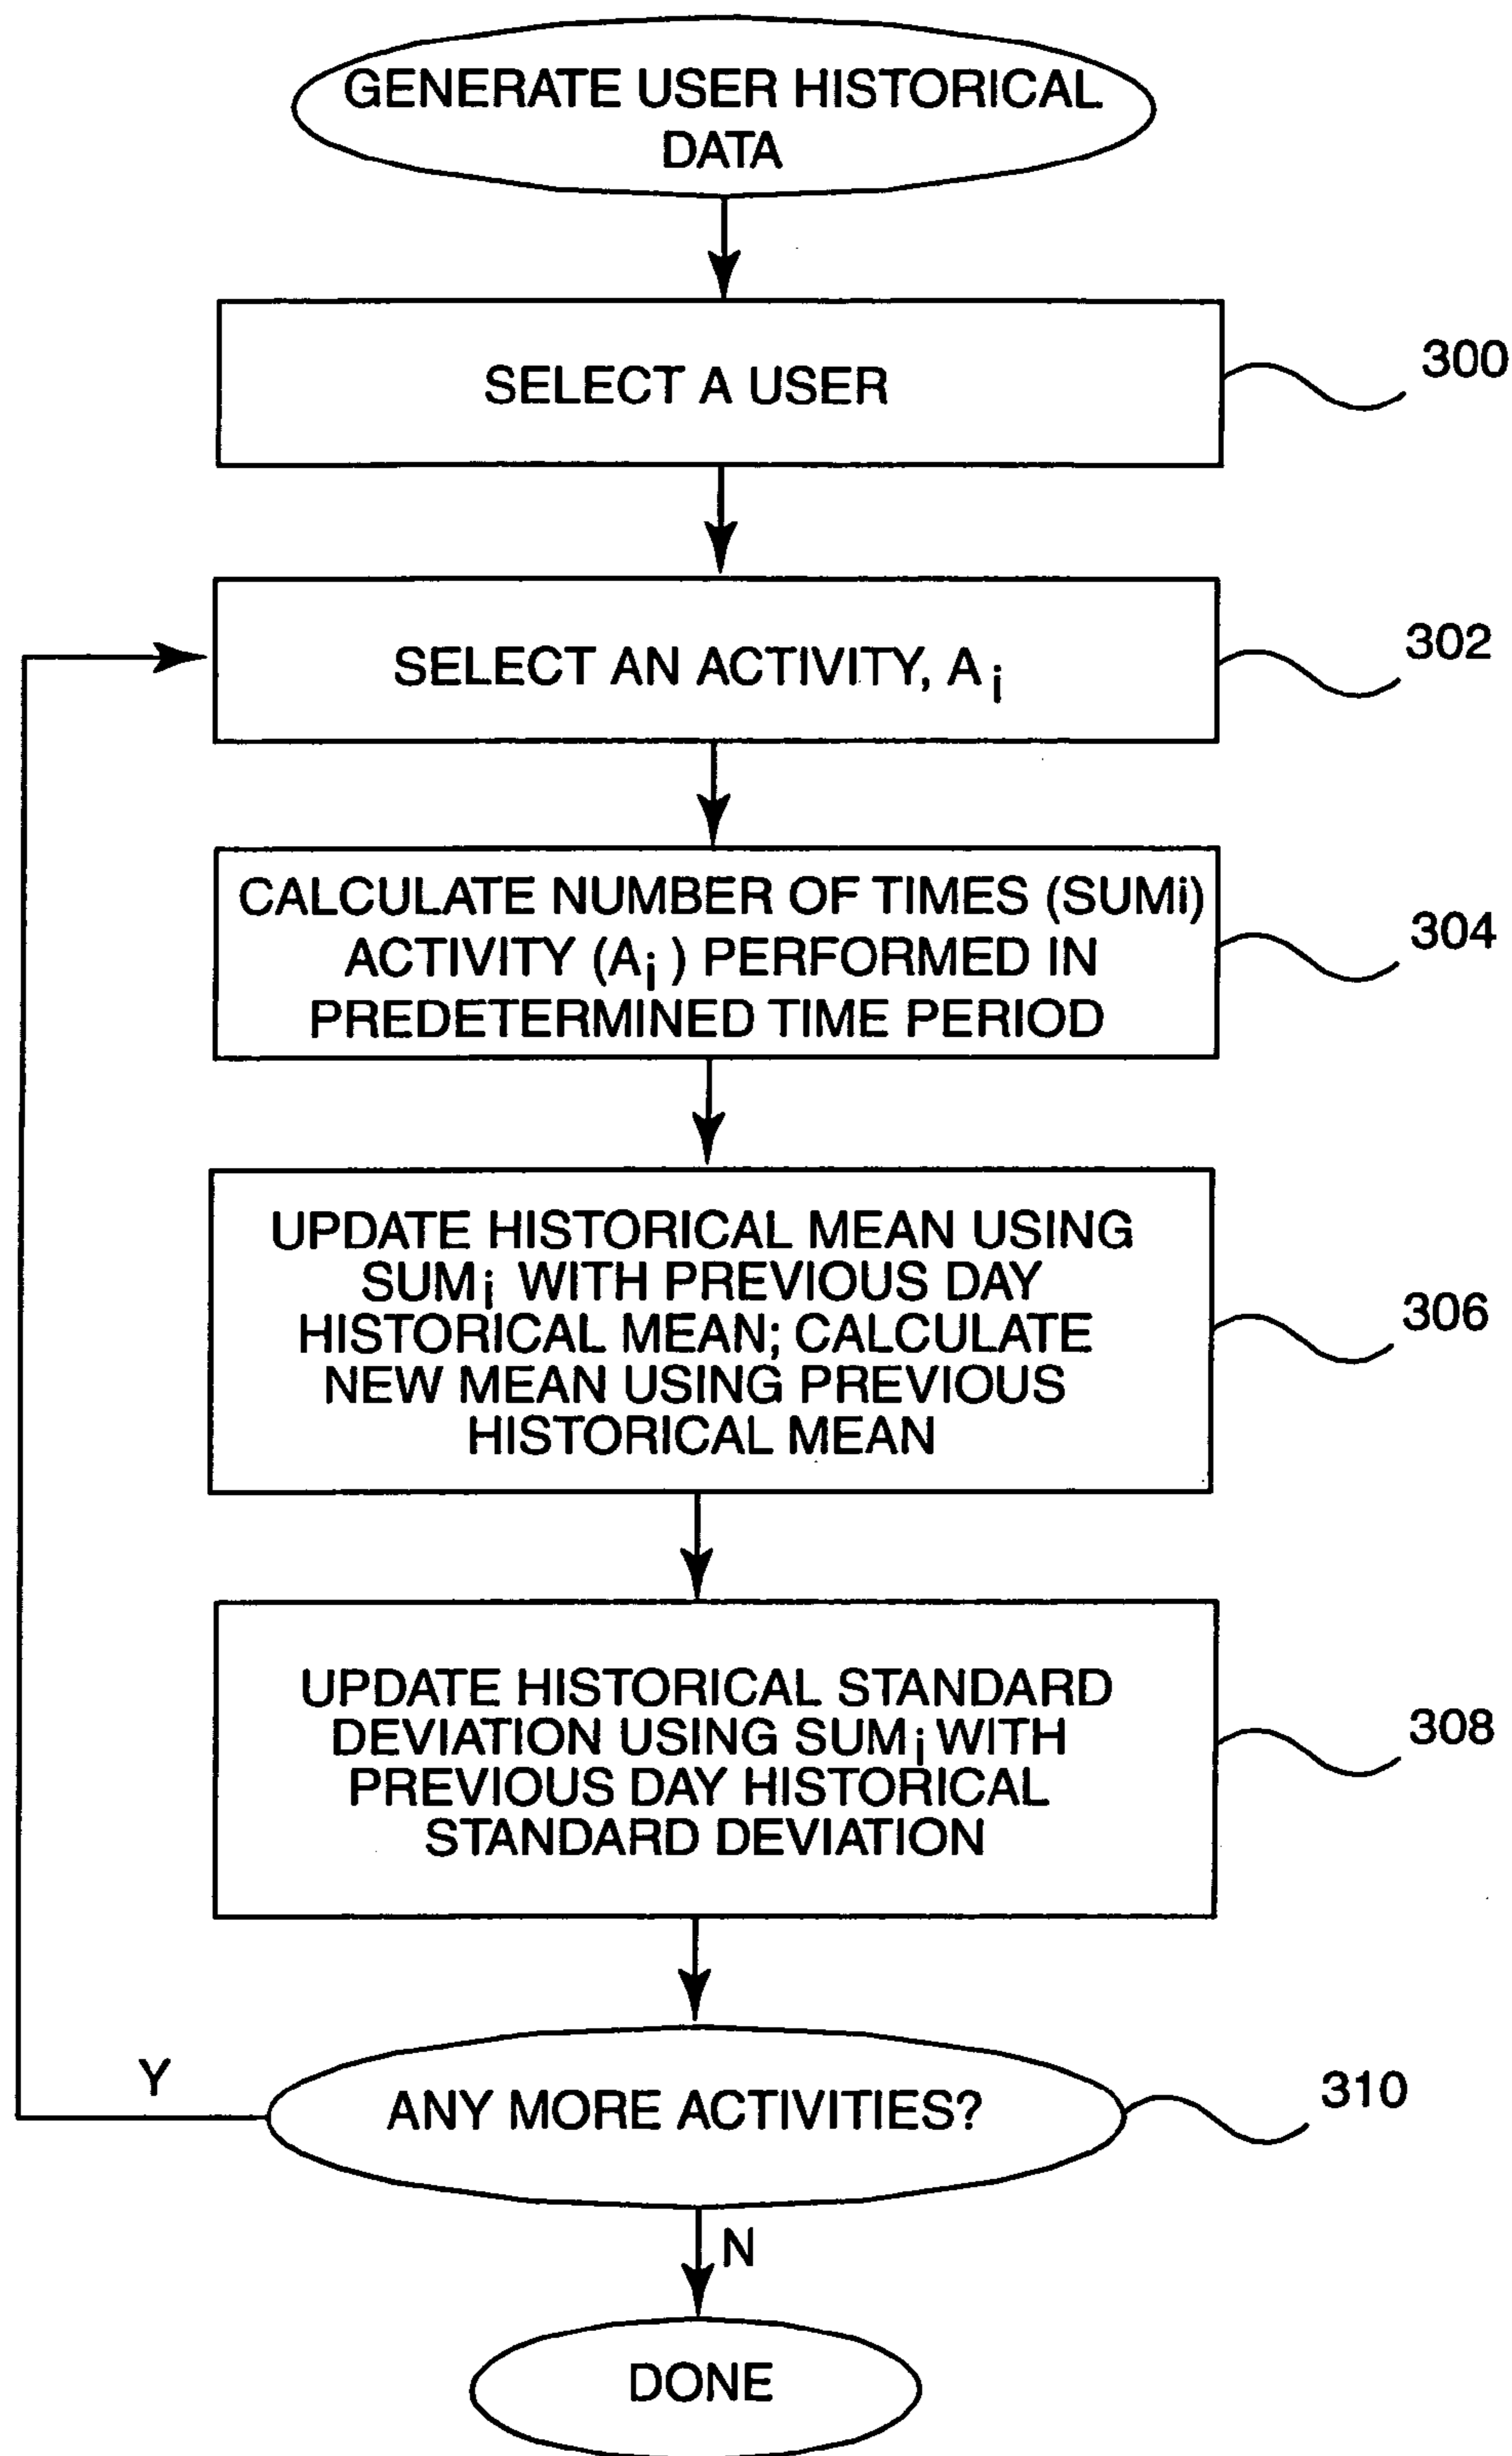 GENERATE USER HISTORICAL
DATA
SELECT A USER
300
SELECT AN ACTIVITY, A i
302
CALCULATE NUMBER OF TIMES (SUMi)
ACTIVITY (A i ) PERFORMED IN
PREDETERMINED TIME PERIOD
304
UPDATE HISTORICAL MEAN USING
SUM i WITH PREVIOUS DAY
HISTORICAL MEAN; CALCULATE
NEW MEAN USING PREVIOUS
HISTORICAL MEAN
306
UPDATE HISTORICAL STANDARD
DEVIATION USING SUM i WITH
PREVIOUS DAY HISTORICAL
STANDARD DEVIATION
308
Y
ANY MORE ACTIVITIES?
310
N
DONE